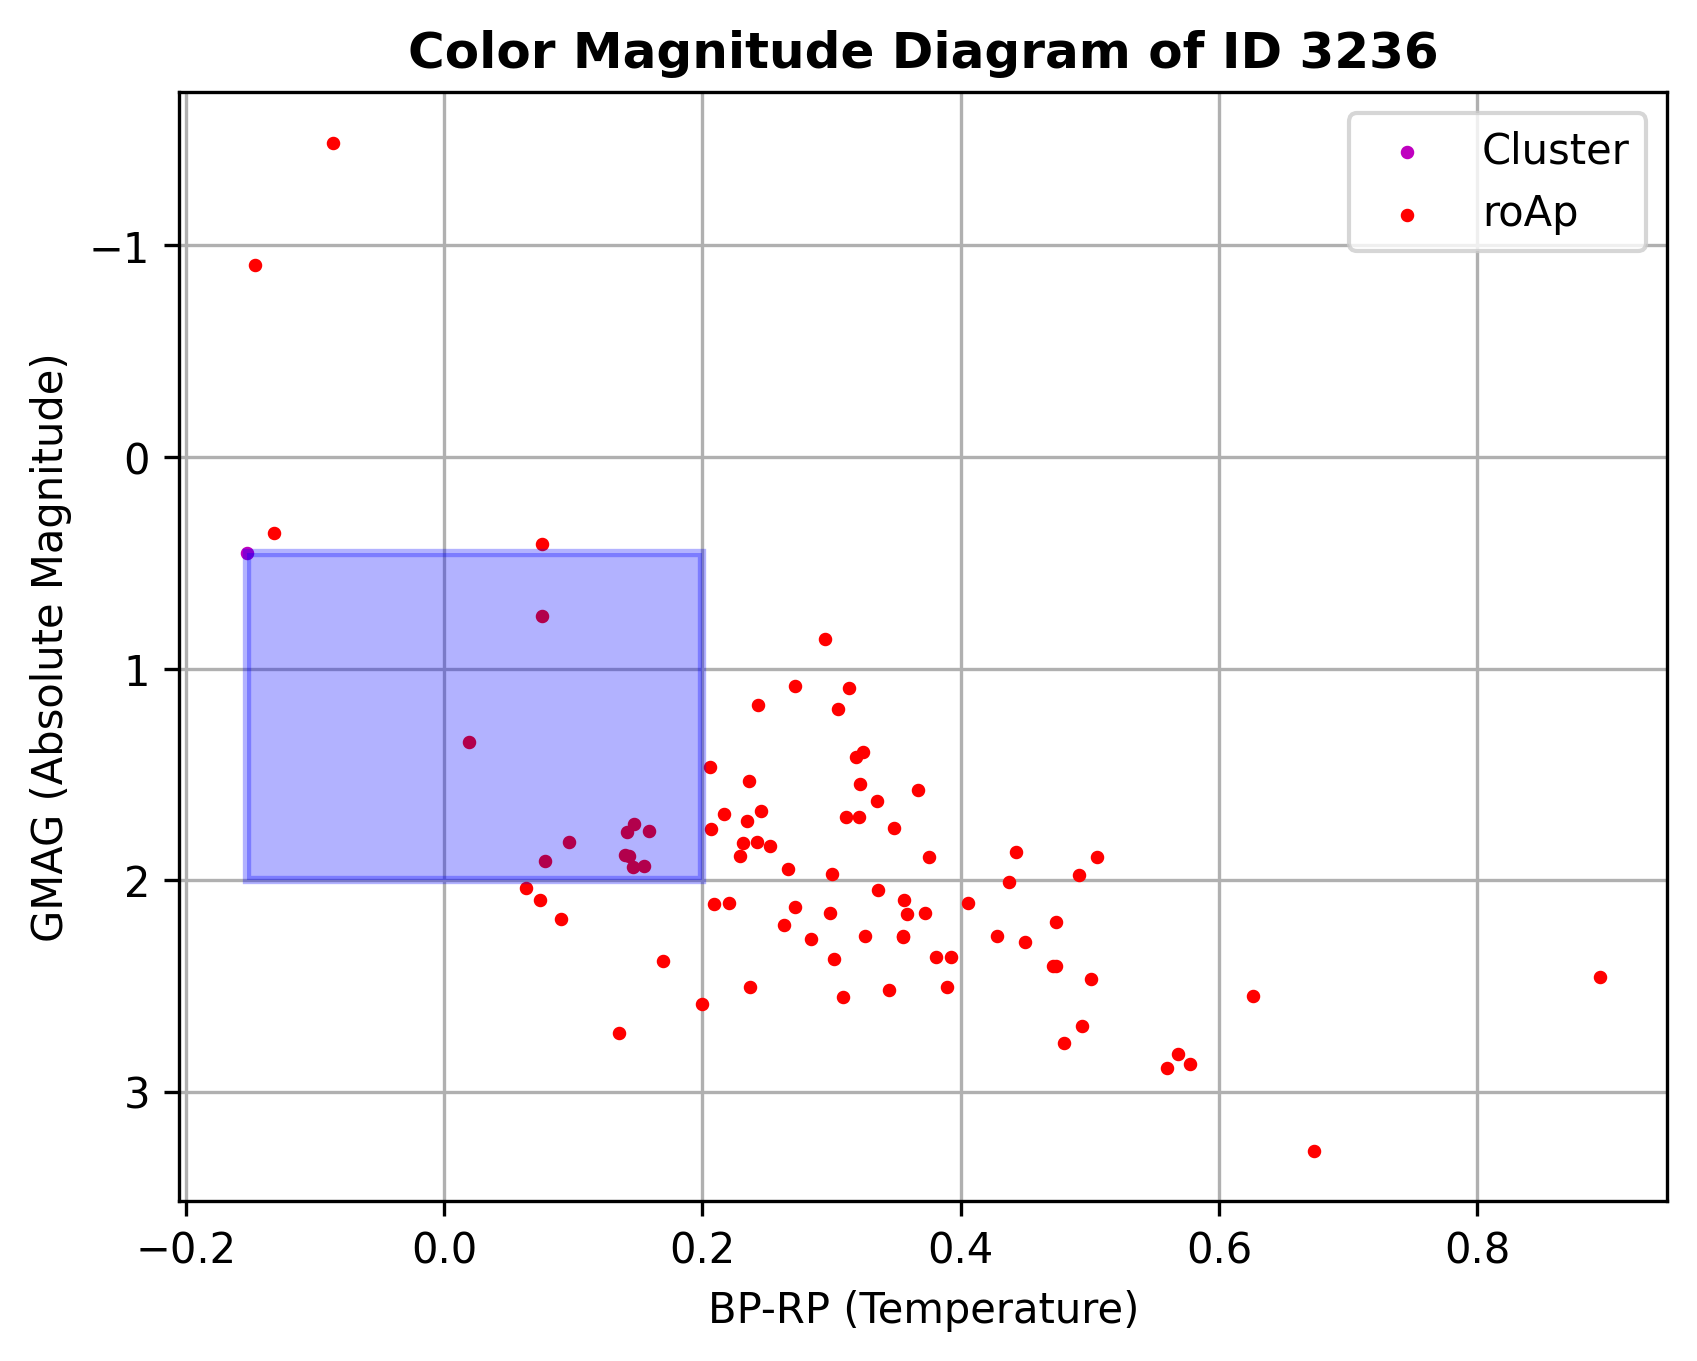 Color Magnitude Diagram of ID 3236
Cluster
roAp
−1
0
1
2
3
GMAG (Absolute Magnitude)
−0.2 0.0 0.2 0.4 0.6 0.8
BP-RP (Temperature)